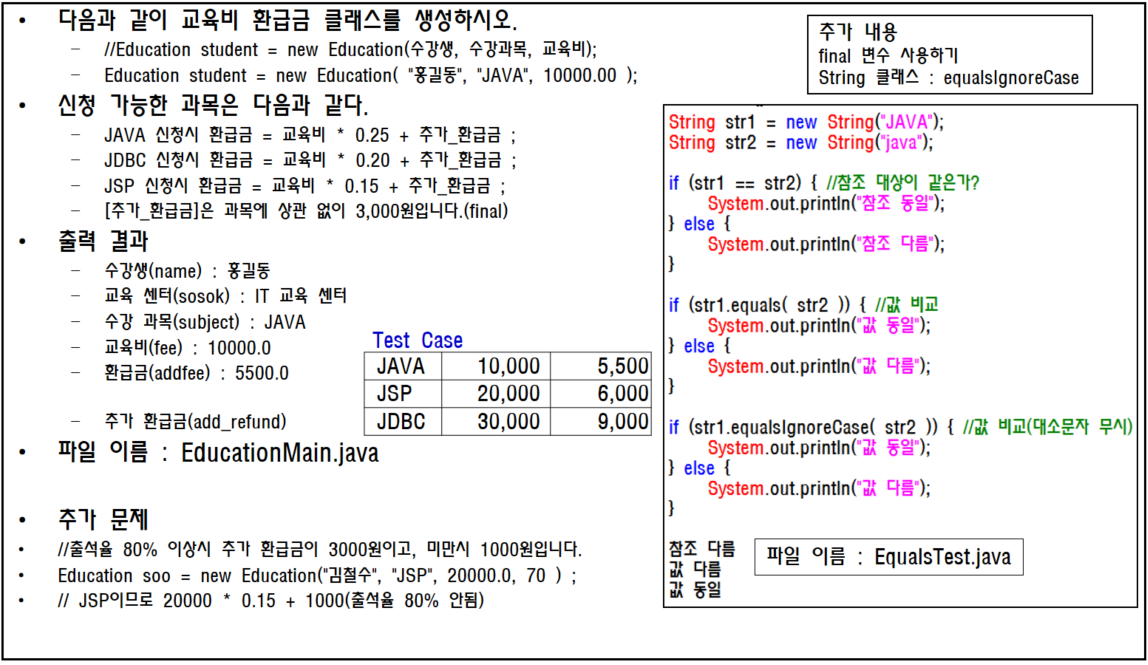 • 다음과 같이 교육비 환급금 클래스를 생성하시오.
– //Education student = new Education(수강생, 수강과목, 교육비);
– Education student = new Education( "홍길동", "JAVA", 10000.00 );
• 신청 가능한 과목은 다음과 같다.
– JAVA 신청시 환급금 = 교육비 * 0.25 + 추가_환급금 ;
– JDBC 신청시 환급금 = 교육비 * 0.20 + 추가_환급금 ;
– JSP 신청시 환급금 = 교육비 * 0.15 + 추가_환급금 ;
– [추가_환급금]은 과목에 상관 없이 3,000원입니다.(final)
• 출력 결과
– 수강생(name) : 홍길동
– 교육 센터(sosok) : IT 교육 센터
– 수강 과목(subject) : JAVA
– 교육비(fee) : 10000.0
– 환급금(addfee) : 5500.0
– 추가 환급금(add_refund)
Test Case
JAVA 10,000 5,500
JSP 20,000 6,000
JDBC 30,000 9,000
• 파일 이름 : EducationMain.java
• 추가 문제
• //출석율 80% 이상시 추가 환급금이 3000원이고, 미만시 1000원입니다.
• Education soo = new Education("김철수", "JSP", 20000.0, 70 ) ;
• // JSP이므로 20000 * 0.15 + 1000(출석율 80% 안됨)
추가 내용
final 변수 사용하기
String 클래스 : equalsIgnoreCase
String str1 = new String("JAVA");
String str2 = new String("java");
if (str1 == str2) { //참조 대상이 같은가?
System.out.println("참조 동일");
} else {
System.out.println("참조 다름");
}
if (str1.equals( str2 )) { //값 비교
System.out.println("값 동일");
} else {
System.out.println("값 다름");
}
if (str1.equalsIgnoreCase( str2 )) { //값 비교(대소문자 무시)
System.out.println("값 동일");
} else {
System.out.println("값 다름");
}
참조 다름
값 다름
값 동일
파일 이름 : EqualsTest.java